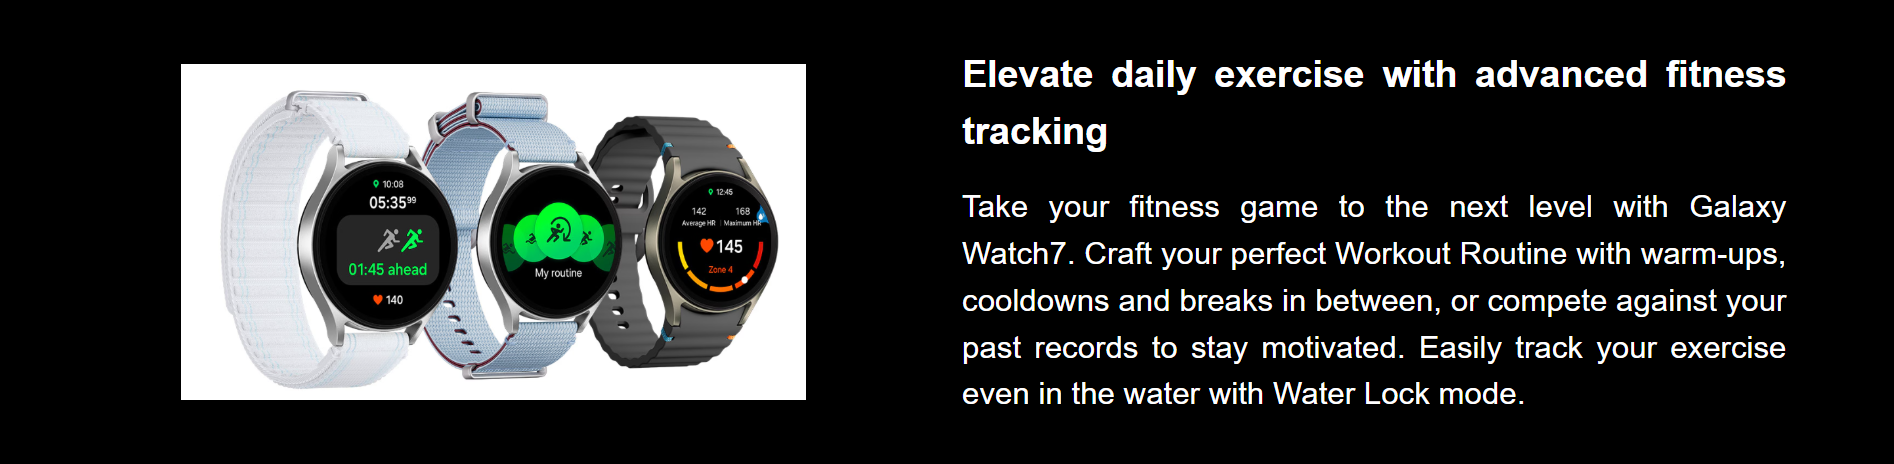 10:08
05:35⁹⁹
01:45 ahead
140
My routine
12:45
142 168
Average HR Maximum HR
145
Zone 4
Elevate daily exercise with advanced fitness
tracking
Take your fitness game to the next level with Galaxy
Watch7. Craft your perfect Workout Routine with warm-ups,
cooldowns and breaks in between, or compete against your
past records to stay motivated. Easily track your exercise
even in the water with Water Lock mode.